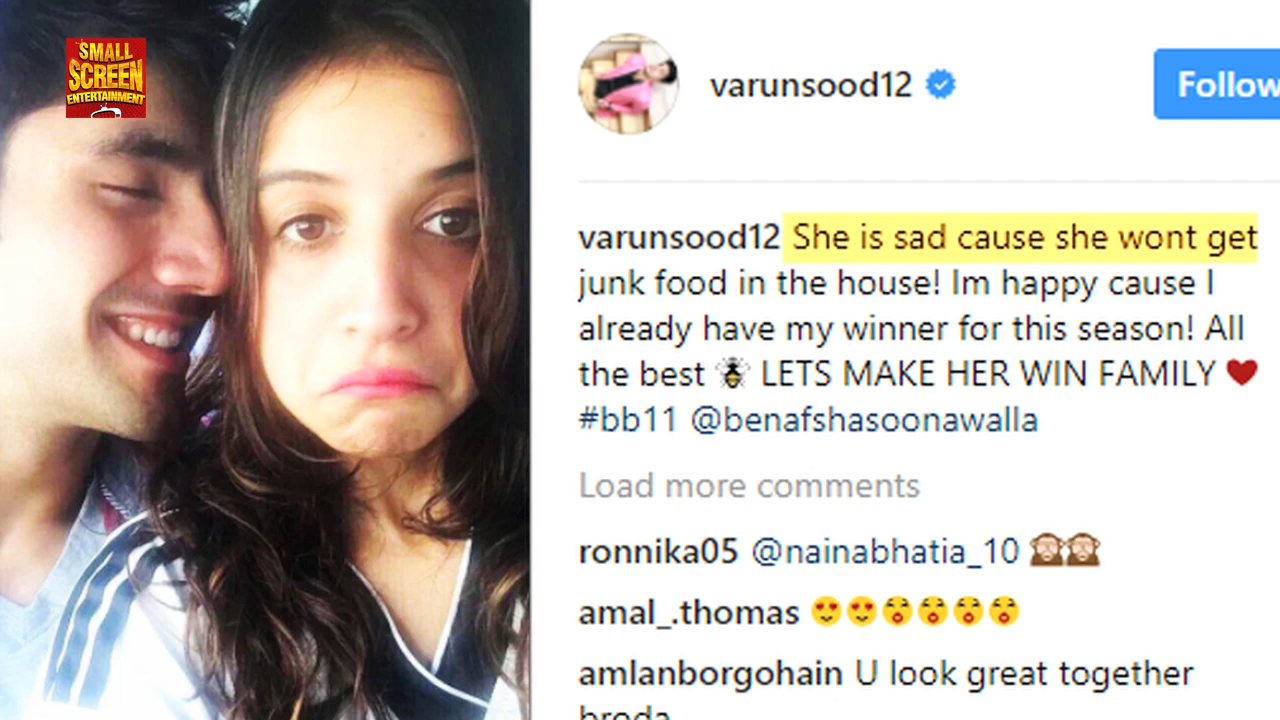 SMALL
SCREEN
ENTERTAINMENT
varunsood12
Follow
varunsood12 She is sad cause she wont get
junk food in the house! Im happy cause I
already have my winner for this season! All
the best 🐝 LETS MAKE HER WIN FAMILY ❤
#bb11 @benafshasoonawalla
Load more comments
ronnika05 @nainabhatia_10 🙈🙈
amal_.thomas 😍😍😲😲😲😲
amlanborgohain U look great together
broda